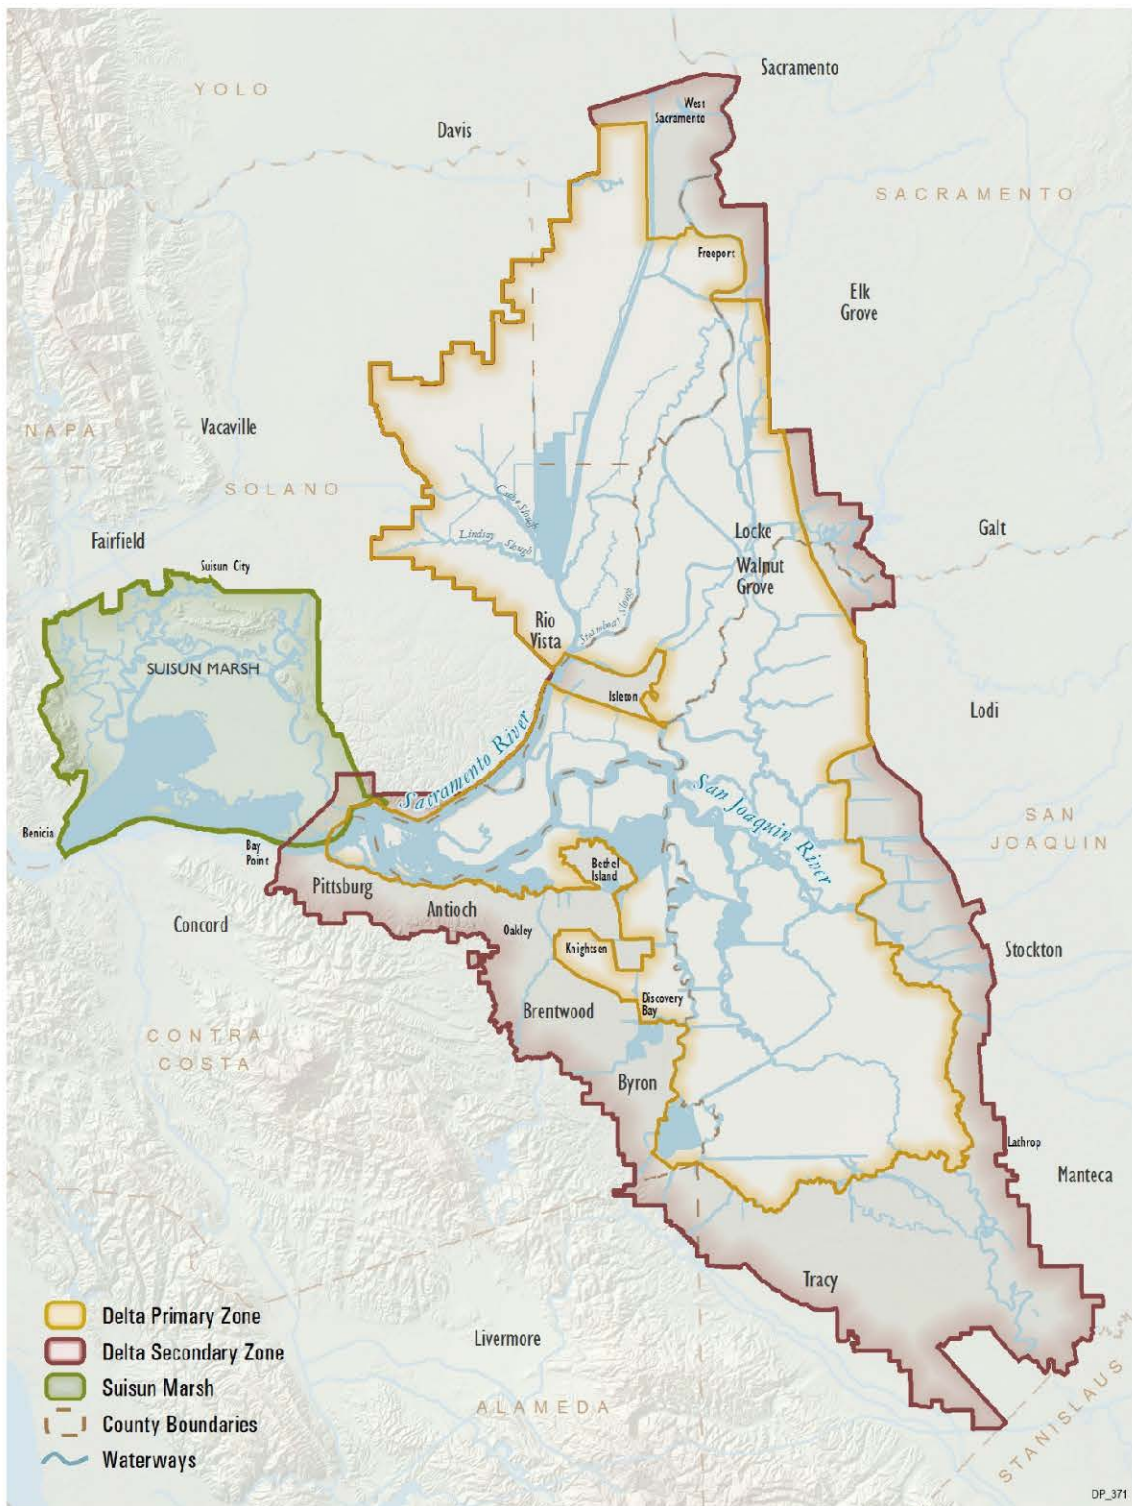 Sacramento
YOLO
West
Sacramento
Davis
SACRAMENTO
Freeport
Elk
Grove
NAPA
Vacaville
SOLANO
Cache Slough
Lindsay Slough
Locke
Galt
Fairfield
Suisun City
Walnut
Grove
Steamboat Slough
Rio
Vista
SUISUN MARSH
Isleton
Lodi
Sacramento River
San Joaquin River
SAN
JOAQUIN
Benicia
Bay
Point
Bethel
Island
Pittsburg
Antioch
Concord
Oakley
Knightsen
Stockton
Discovery
Bay
Brentwood
CONTRA
COSTA
Byron
Lathrop
Manteca
Tracy
Livermore
ALAMEDA
STANISLAUS
Delta Primary Zone
Delta Secondary Zone
Suisun Marsh
County Boundaries
Waterways
DP_371